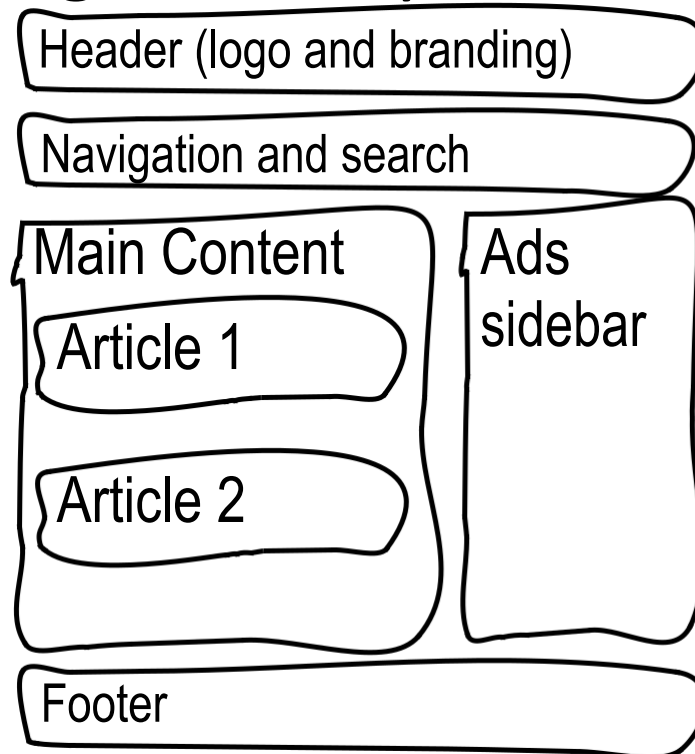 Header (logo and branding)
Navigation and search
Main Content
Ads
sidebar
Article 1
Article 2
Footer